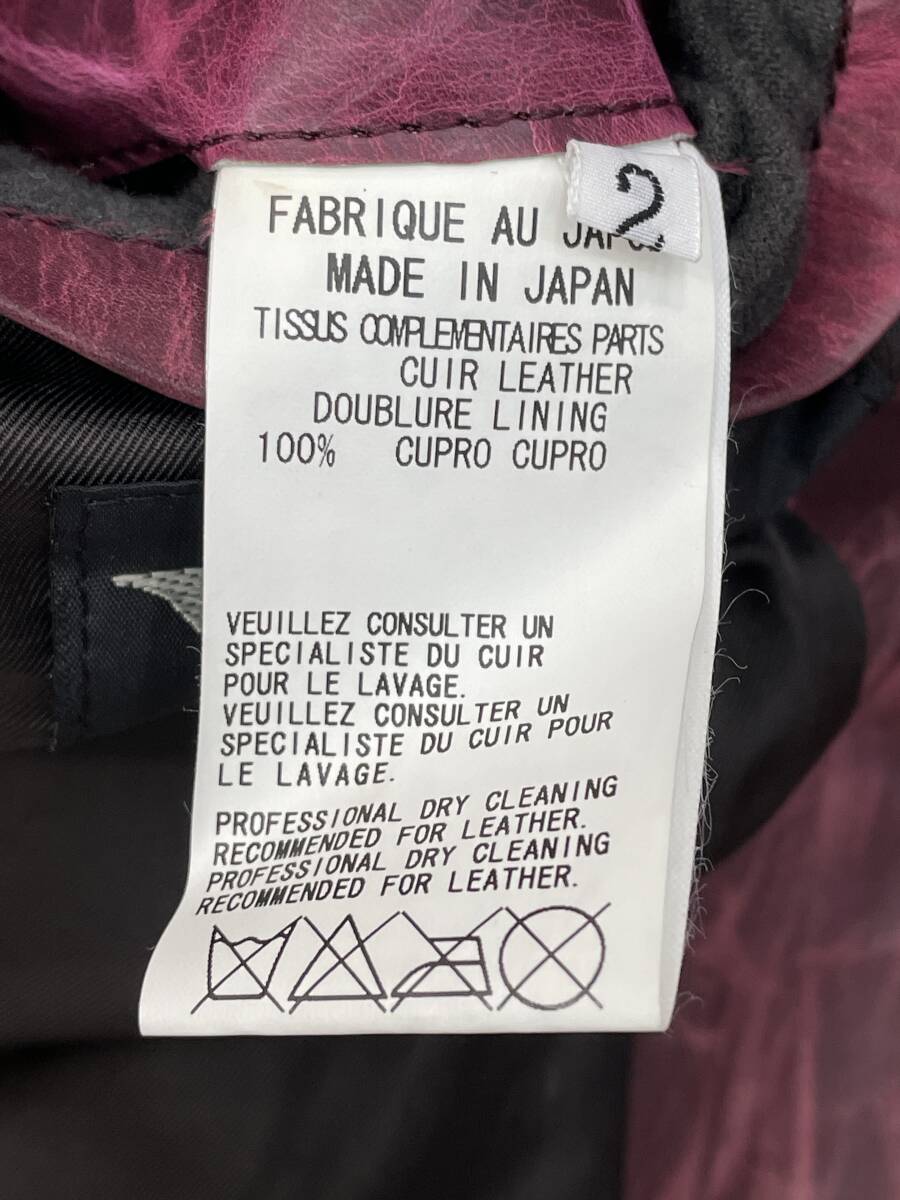 2
FABRIQUE AU
MADE IN JAPAN
TISSUS COMPLEMENTAIRES PARTS
CUIR LEATHER
DOUBLURE LINING
100% CUPRO CUPRO
VEUILLEZ CONSULTER UN
SPECIALISTE DU CUIR
POUR LE LAVAGE.
VEUILLEZ CONSULTER UN
SPECIALISTE DU CUIR POUR
LE LAVAGE.
PROFESSIONAL DRY CLEANING
RECOMMENDED FOR LEATHER.
PROFESSIONAL DRY CLEANING
RECOMMENDED FOR LEATHER.